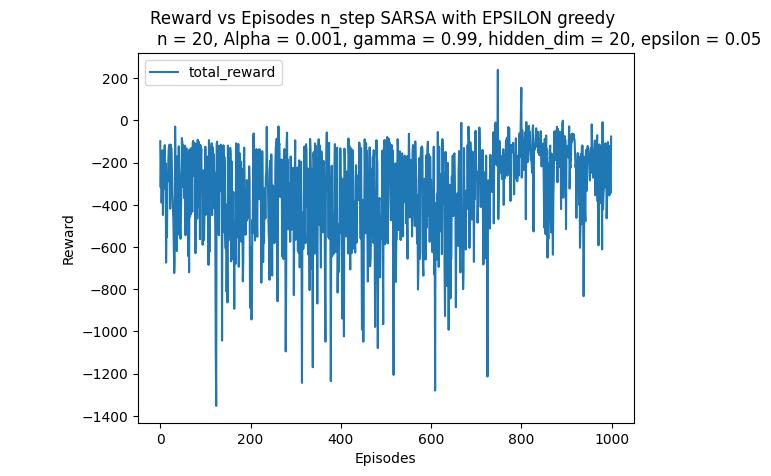 Reward vs Episodes n_step SARSA with EPSILON greedy
n = 20, Alpha = 0.001, gamma = 0.99, hidden_dim = 20, epsilon = 0.05
total_reward
200
0
−200
−400
−600
−800
−1000
−1200
−1400
Reward
0 200 400 600 800 1000
Episodes